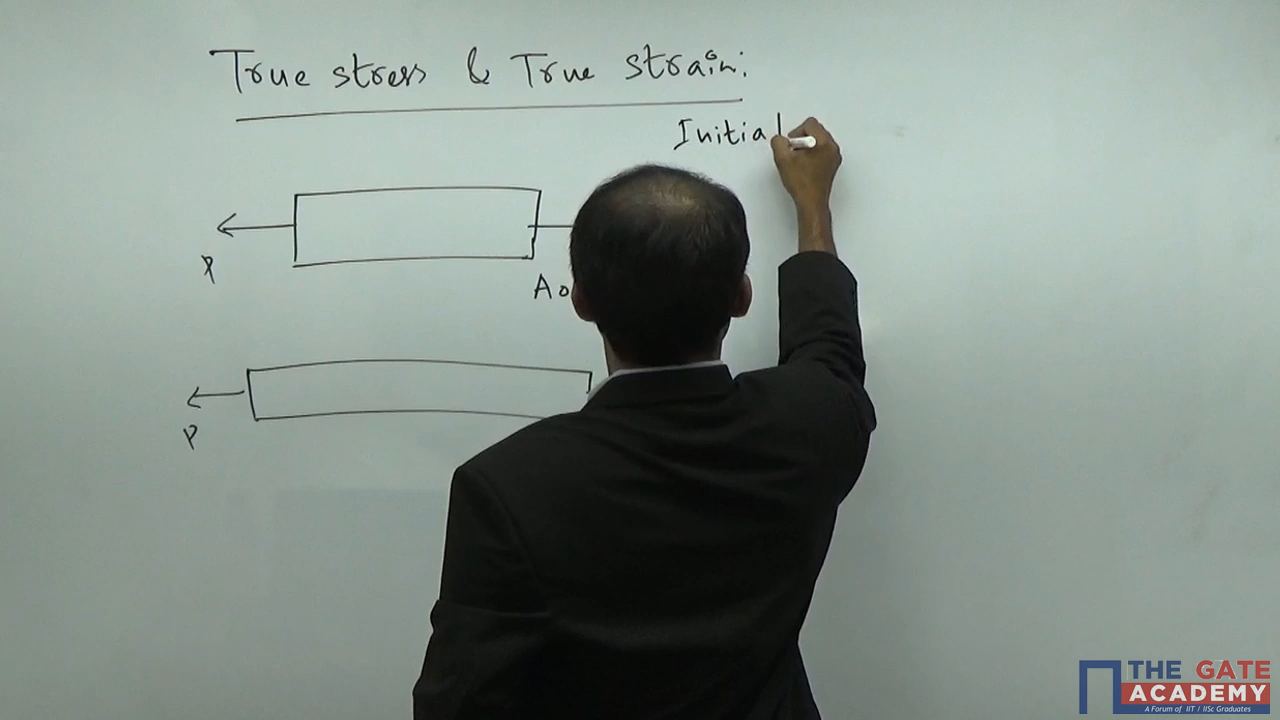 True stress & True strain:
Initial
P
Ao
P
THE GATE
ACADEMY
A Forum of IIT / IISc Graduates